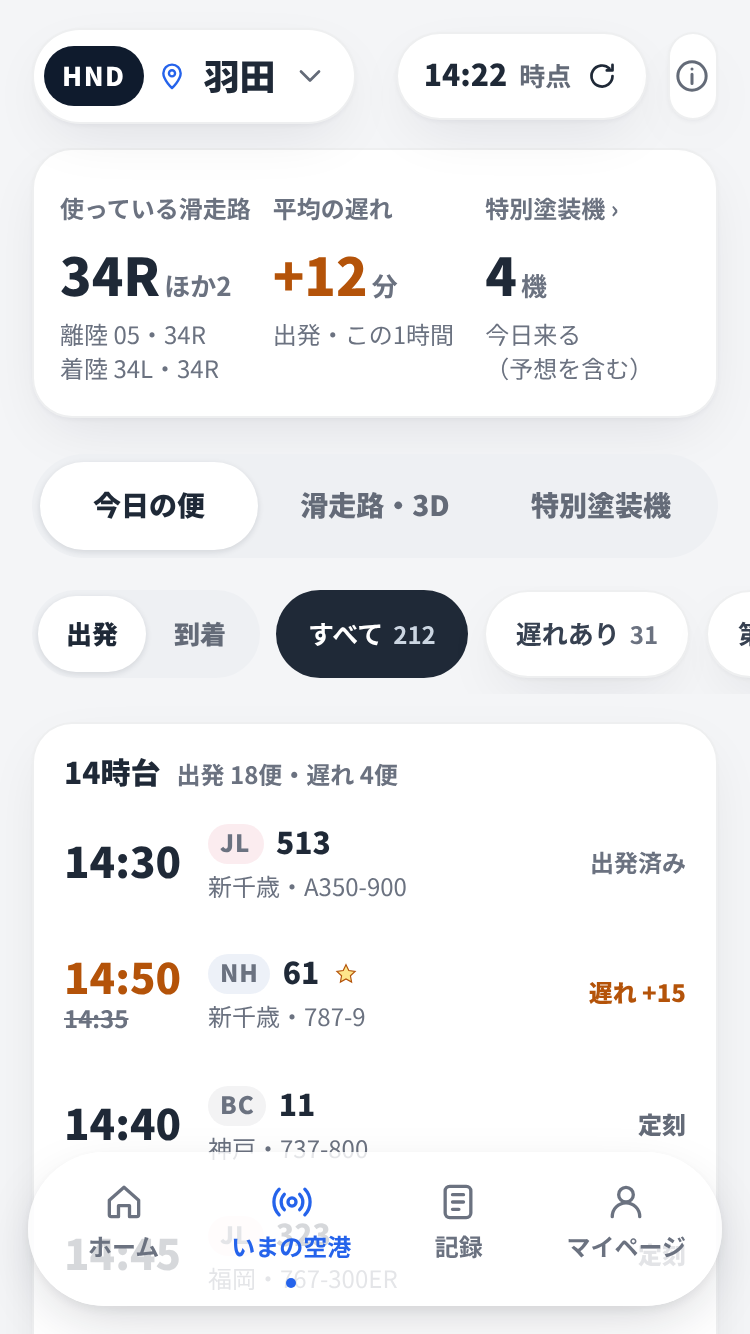 HND 羽田
14:22 時点
使っている滑走路 平均の遅れ 特別塗装機 ›
34R ほか2 +12 分 4 機
離陸 05・34R 出発・この1時間 今日来る
着陸 34L・34R （予想を含む）
今日の便 滑走路・3D 特別塗装機
出発 到着 すべて 212 遅れあり 31 第
14時台 出発 18便・遅れ 4便
14:30 JL 513 出発済み
新千歳・A350-900
14:50 NH 61 遅れ +15
14:35 新千歳・787-9
14:40 BC 11 定刻
神戸・737-800
14:45 JL 323 定刻
福岡・767-300ER
ホーム いまの空港 記録 マイページ